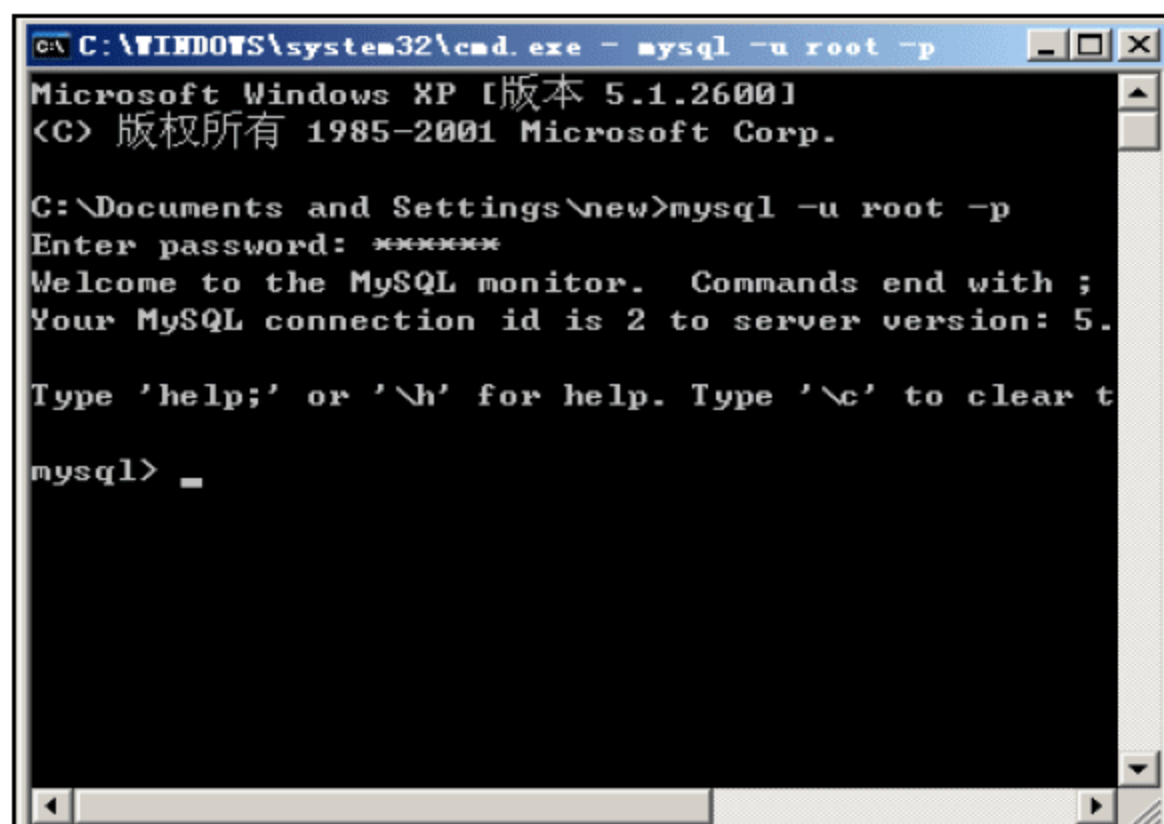 C:\WINDOWS\system32\cmd.exe - mysql -u root -p
Microsoft Windows XP [版本 5.1.2600]
(C) 版权所有 1985-2001 Microsoft Corp.
C:\Documents and Settings\new>mysql -u root -p
Enter password: ******
Welcome to the MySQL monitor.  Commands end with ;
Your MySQL connection id is 2 to server version: 5.
Type 'help;' or '\h' for help. Type '\c' to clear t
mysql> _